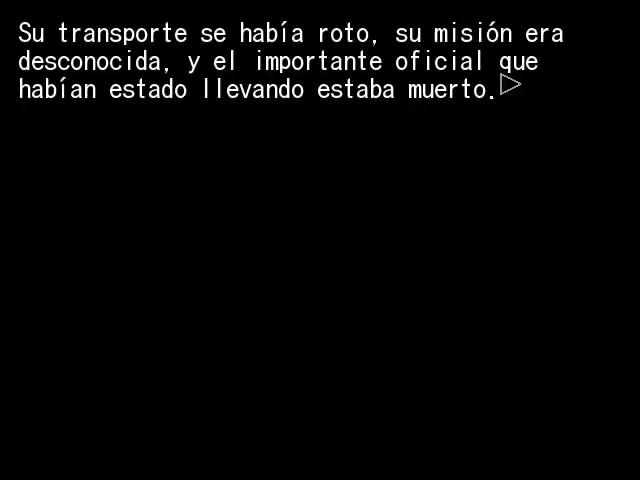 Su transporte se había roto, su misión era
desconocida, y el importante oficial que
habían estado llevando estaba muerto.